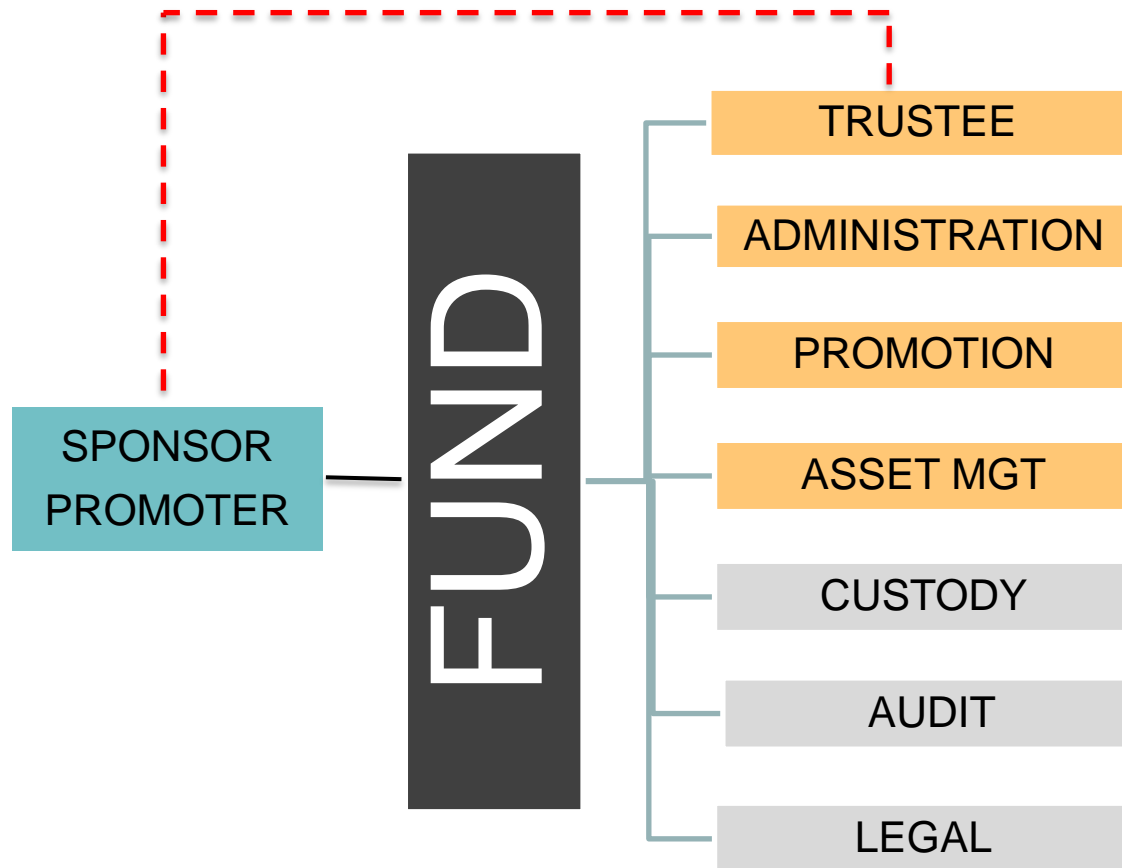 TRUSTEE
ADMINISTRATION
PROMOTION
SPONSOR
PROMOTER
FUND
ASSET MGT
CUSTODY
AUDIT
LEGAL